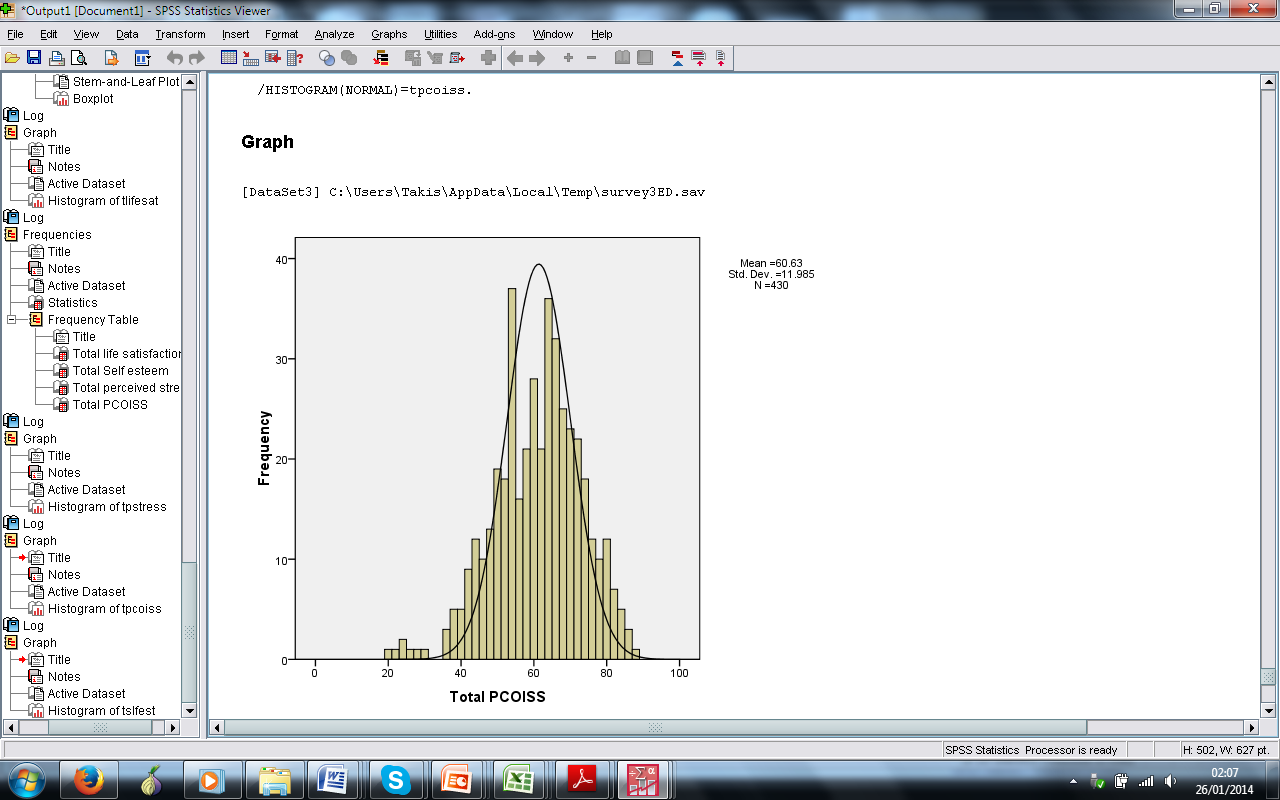 *Output1 [Document1] - SPSS Statistics Viewer
File Edit View Data Transform Insert Format Analyze Graphs Utilities Add-ons Window Help
Stem-and-Leaf Plot
Boxplot
Log
Graph
Title
Notes
Active Dataset
Histogram of tlifesat
Log
Frequencies
Title
Notes
Active Dataset
Statistics
Frequency Table
Title
Total life satisfaction
Total Self esteem
Total perceived stre
Total PCOISS
Log
Graph
Title
Notes
Active Dataset
Histogram of tpstress
Log
Graph
Title
Notes
Active Dataset
Histogram of tpcoiss
Log
Graph
Title
Notes
Active Dataset
Histogram of tslfest
/HISTOGRAM(NORMAL)=tpcoiss.
Graph
[DataSet3] C:\Users\Takis\AppData\Local\Temp\survey3ED.sav
40
30
20
10
0
Frequency
0 20 40 60 80 100
Total PCOISS
Mean =60.63
Std. Dev. =11.985
N =430
SPSS Statistics Processor is ready
H: 502, W: 627 pt.
02:07
26/01/2014